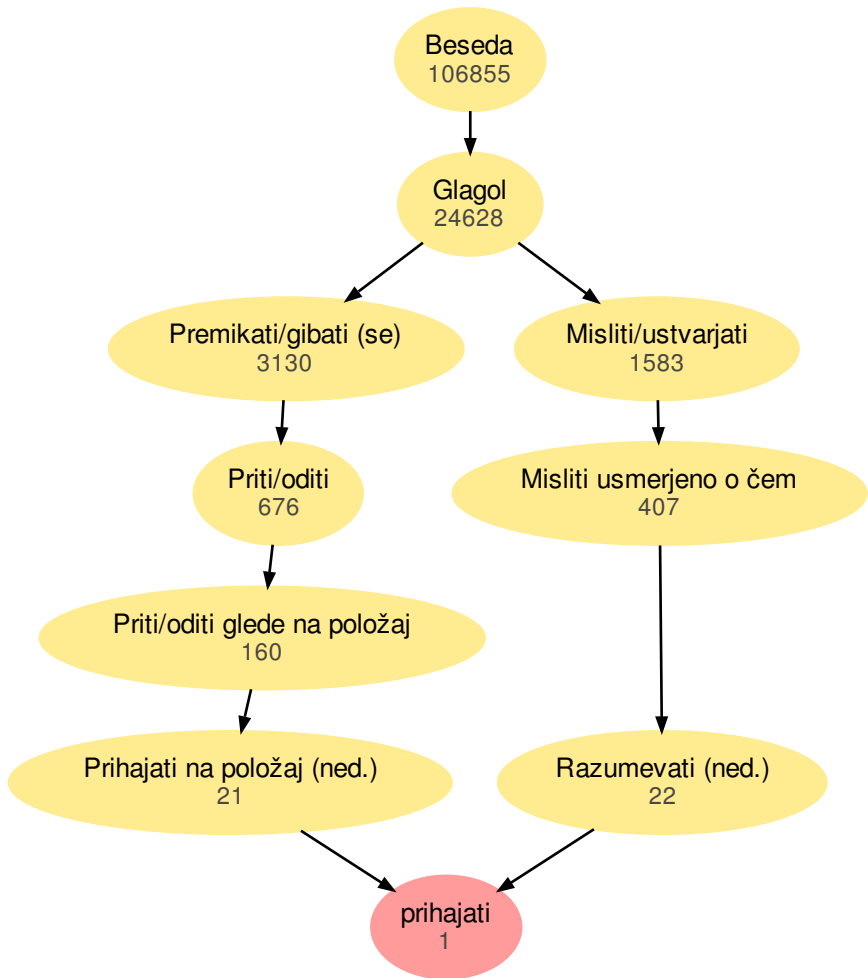 Beseda
106855
Glagol
24628
Premikati/gibati (se)
3130
Misliti/ustvarjati
1583
Priti/oditi
676
Misliti usmerjeno o čem
407
Priti/oditi glede na položaj
160
Prihajati na položaj (ned.)
21
Razumevati (ned.)
22
prihajati
1